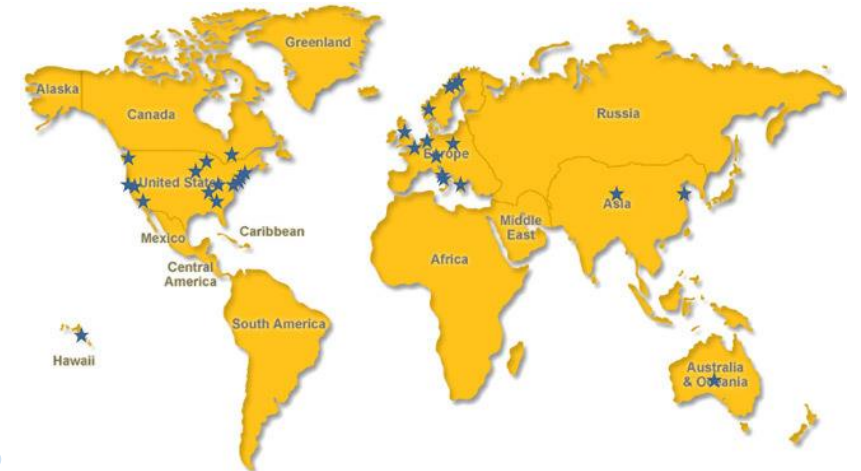 Greenland
Alaska
Canada
Russia
Europe
United States
Asia
Mexico
Caribbean
Middle
East
Central
America
Africa
South America
Hawaii
Australia
& Oceania